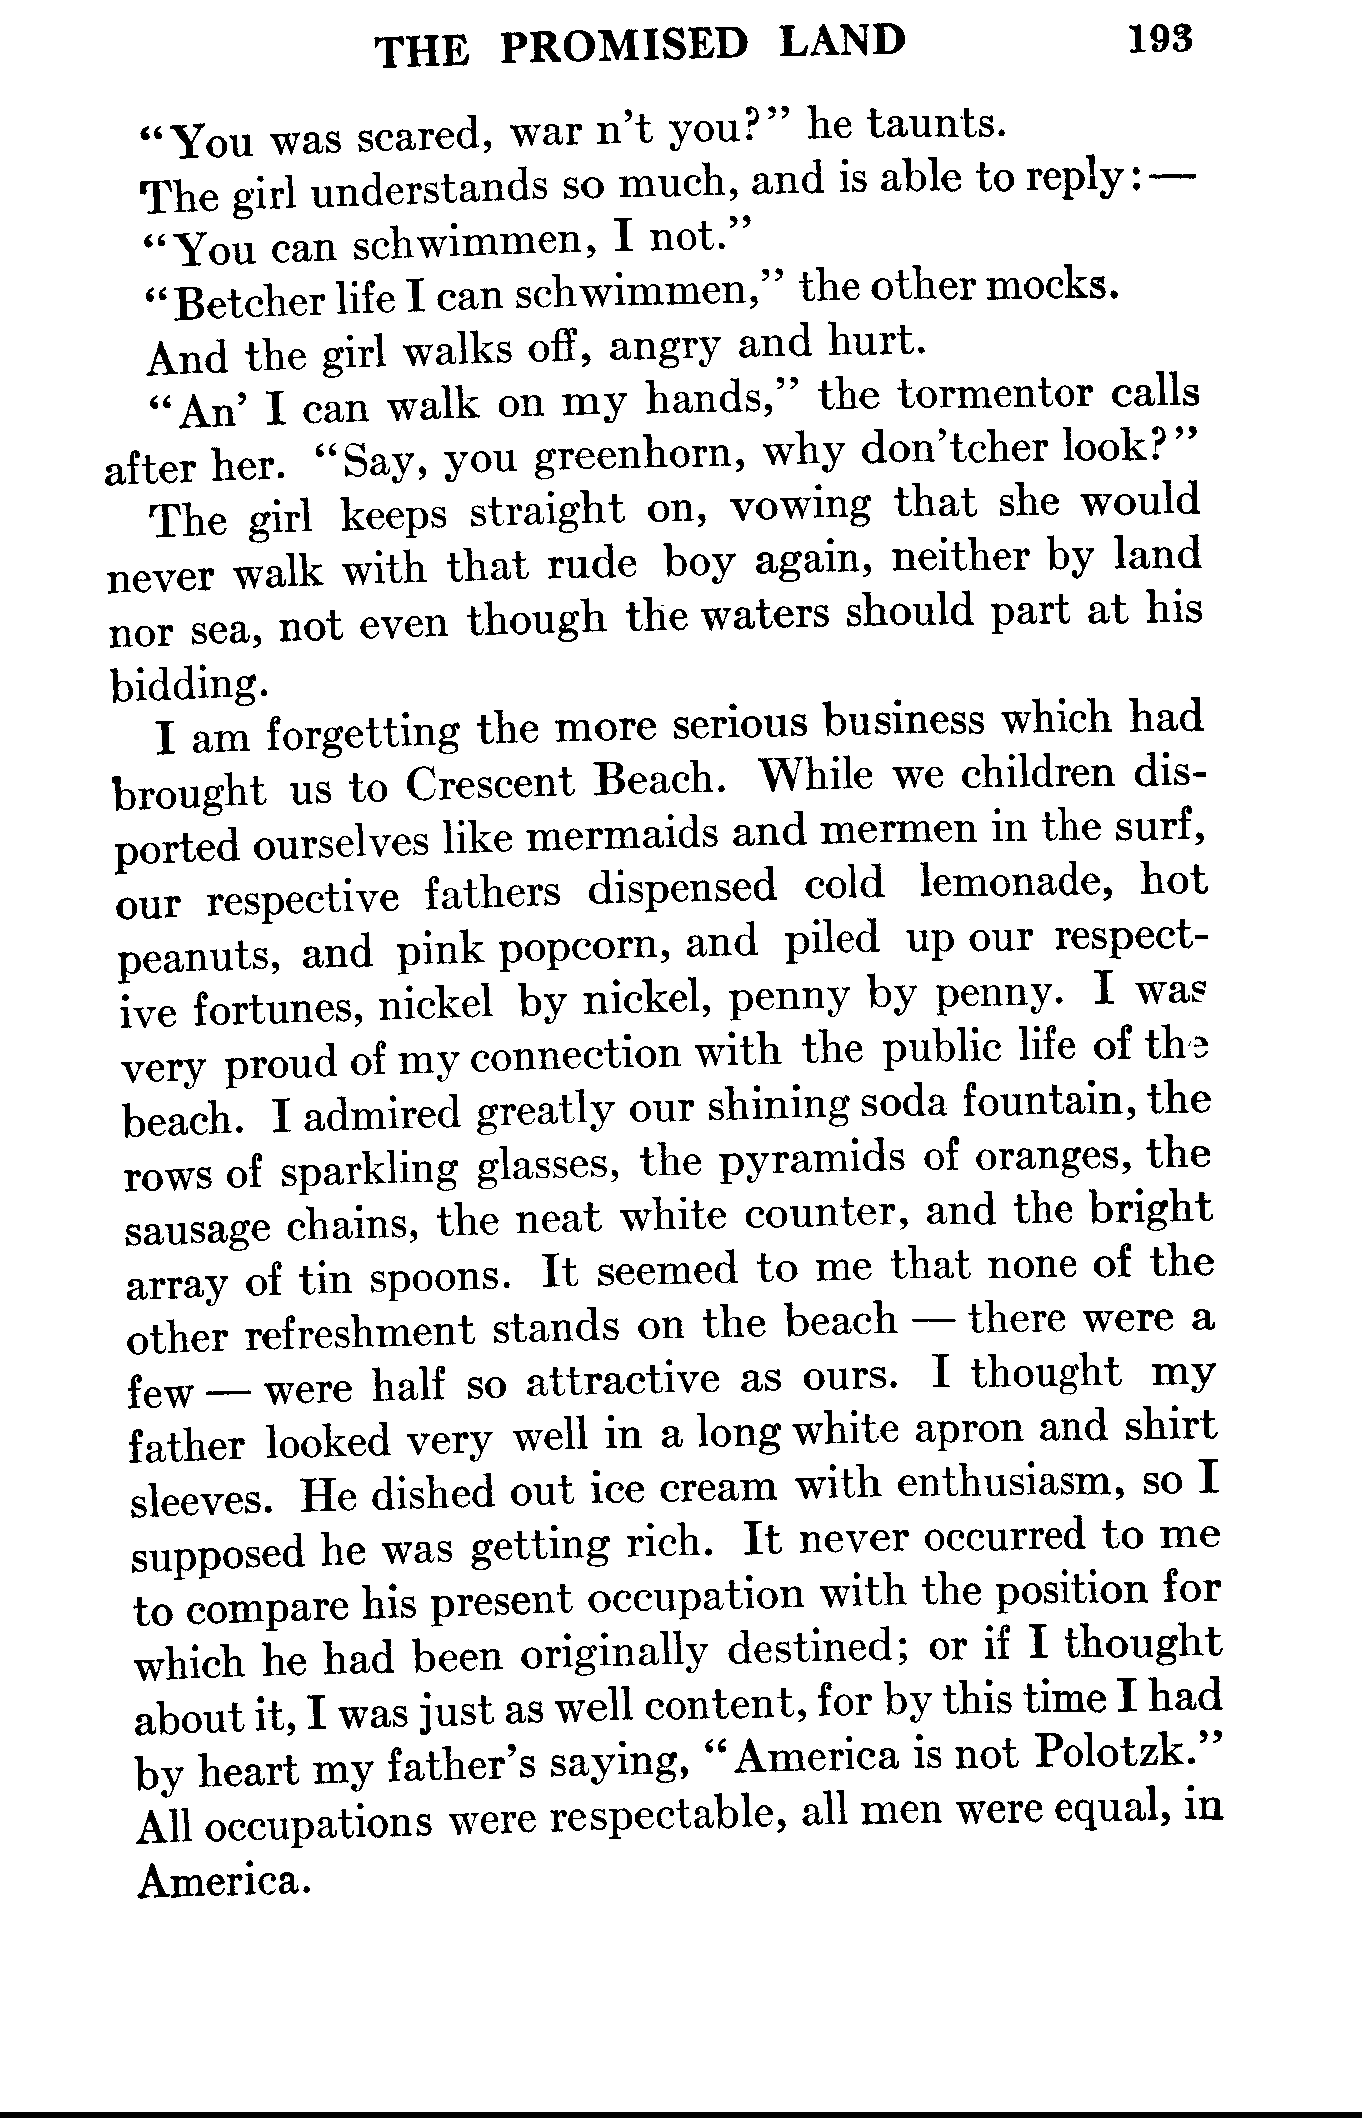 THE PROMISED LAND 193
“You was scared, war n’t you?” he taunts.
The girl understands so much, and is able to reply:—
“You can schwimmen, I not.”
“Betcher life I can schwimmen,” the other mocks.
And the girl walks off, angry and hurt.
“An’ I can walk on my hands,” the tormentor calls
after her. “Say, you greenhorn, why don’tcher look?”
The girl keeps straight on, vowing that she would
never walk with that rude boy again, neither by land
nor sea, not even though the waters should part at his
bidding.
I am forgetting the more serious business which had
brought us to Crescent Beach. While we children dis-
ported ourselves like mermaids and mermen in the surf,
our respective fathers dispensed cold lemonade, hot
peanuts, and pink popcorn, and piled up our respect-
ive fortunes, nickel by nickel, penny by penny. I was
very proud of my connection with the public life of the
beach. I admired greatly our shining soda fountain, the
rows of sparkling glasses, the pyramids of oranges, the
sausage chains, the neat white counter, and the bright
array of tin spoons. It seemed to me that none of the
other refreshment stands on the beach — there were a
few — were half so attractive as ours. I thought my
father looked very well in a long white apron and shirt
sleeves. He dished out ice cream with enthusiasm, so I
supposed he was getting rich. It never occurred to me
to compare his present occupation with the position for
which he had been originally destined; or if I thought
about it, I was just as well content, for by this time I had
by heart my father’s saying, “America is not Polotzk.”
All occupations were respectable, all men were equal, in
America.